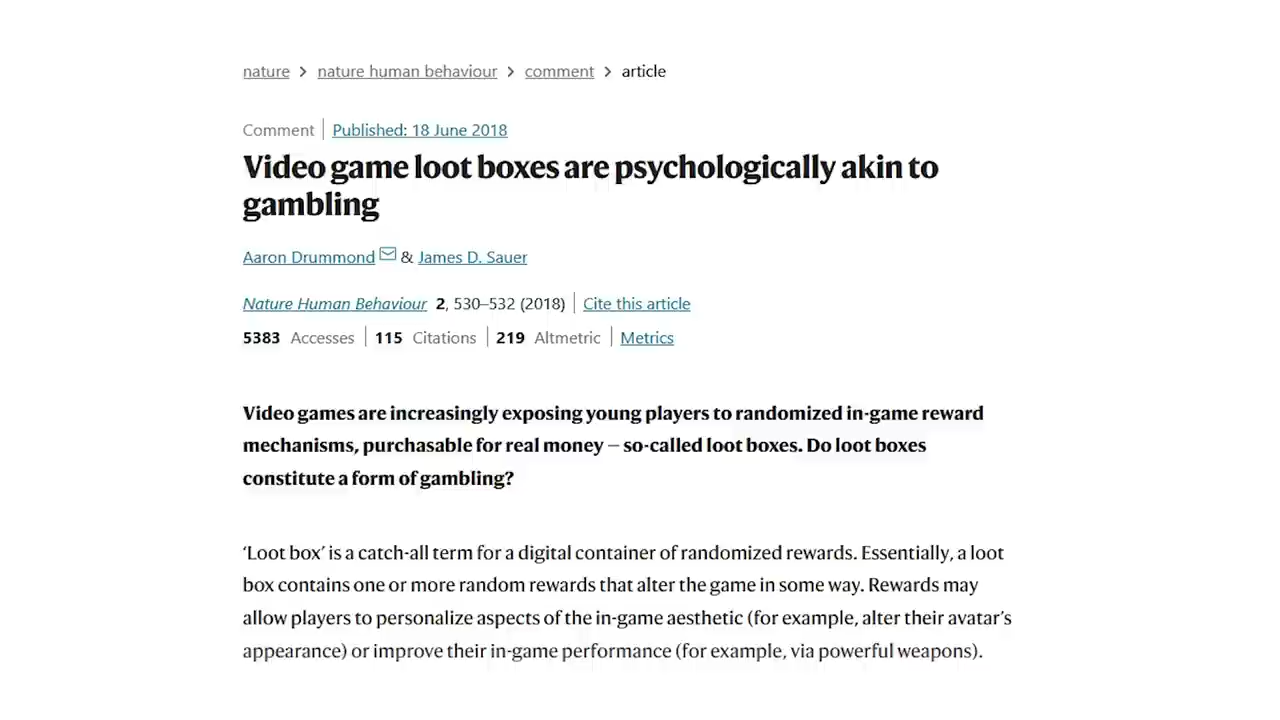 nature > nature human behaviour > comment > article
Comment | Published: 18 June 2018
Video game loot boxes are psychologically akin to
gambling
Aaron Drummond & James D. Sauer
Nature Human Behaviour 2, 530–532 (2018) | Cite this article
5383 Accesses | 115 Citations | 219 Altmetric | Metrics
Video games are increasingly exposing young players to randomized in-game reward
mechanisms, purchasable for real money — so-called loot boxes. Do loot boxes
constitute a form of gambling?
‘Loot box’ is a catch-all term for a digital container of randomized rewards. Essentially, a loot
box contains one or more random rewards that alter the game in some way. Rewards may
allow players to personalize aspects of the in-game aesthetic (for example, alter their avatar’s
appearance) or improve their in-game performance (for example, via powerful weapons).